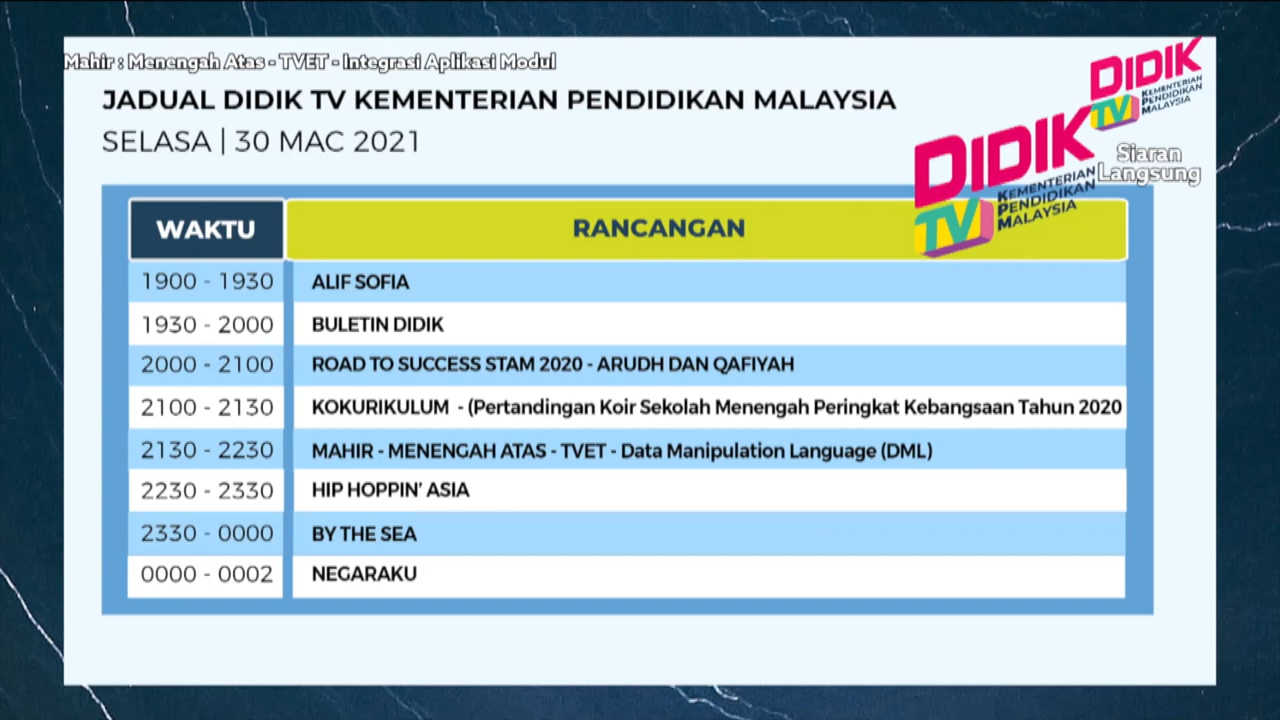 Mahir : Menengah Atas - TVET - Integrasi Aplikasi Modul
JADUAL DIDIK TV KEMENTERIAN PENDIDIKAN MALAYSIA
SELASA | 30 MAC 2021
DIDIK
TV
KEMENTERIAN
PENDIDIKAN
MALAYSIA
Siaran
Langsung
DIDIK
TV
KEMENTERIAN
PENDIDIKAN
MALAYSIA
WAKTU RANCANGAN
1900 - 1930 ALIF SOFIA
1930 - 2000 BULETIN DIDIK
2000 - 2100 ROAD TO SUCCESS STAM 2020 - ARUDH DAN QAFIYAH
2100 - 2130 KOKURIKULUM - (Pertandingan Koir Sekolah Menengah Peringkat Kebangsaan Tahun 2020
2130 - 2230 MAHIR - MENENGAH ATAS - TVET - Data Manipulation Language (DML)
2230 - 2330 HIP HOPPIN' ASIA
2330 - 0000 BY THE SEA
0000 - 0002 NEGARAKU